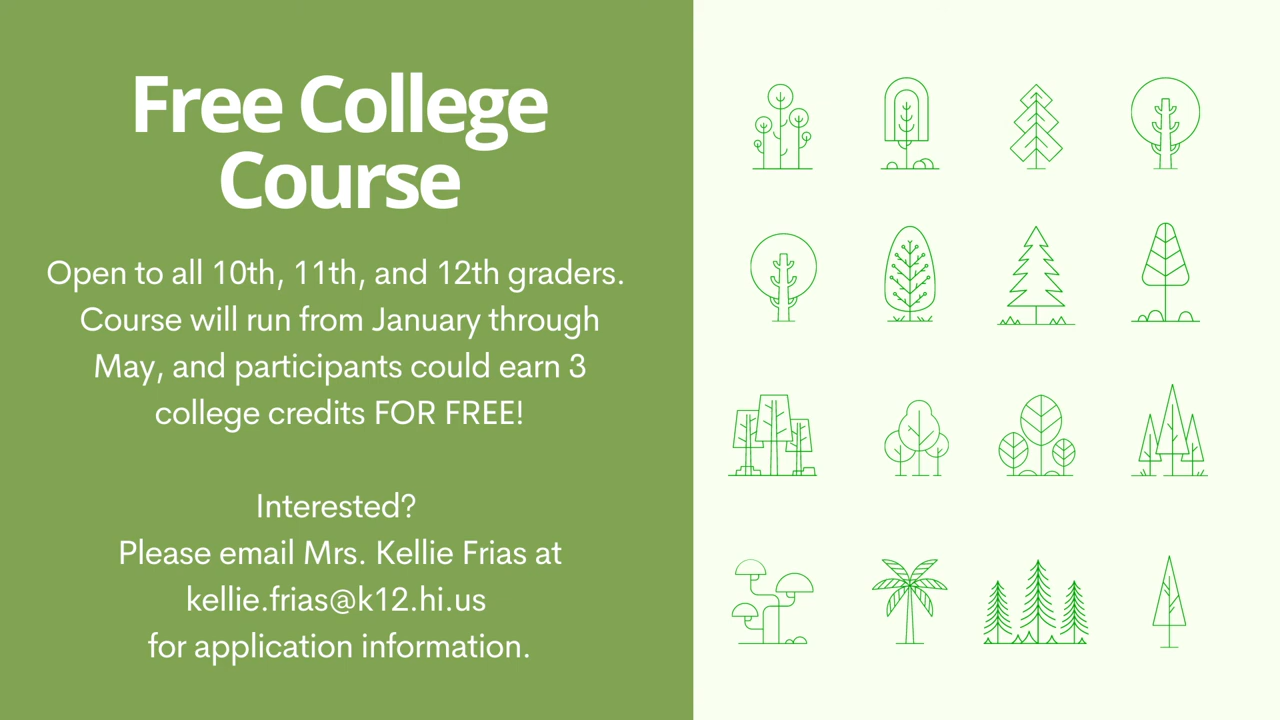 Free College
Course
Open to all 10th, 11th, and 12th graders.
Course will run from January through
May, and participants could earn 3
college credits FOR FREE!
Interested?
Please email Mrs. Kellie Frias at
kellie.frias@k12.hi.us
for application information.